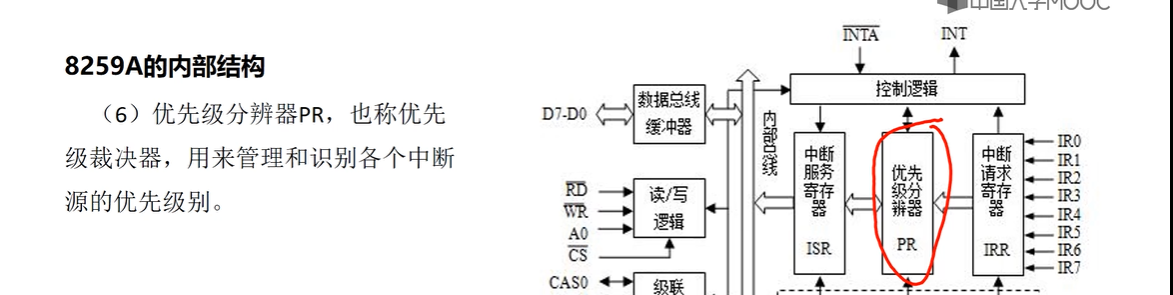 中国大学MOOC
8259A的内部结构
（6）优先级分辨器PR，也称优先
级裁决器，用来管理和识别各个中断
源的优先级别。
INTA
INT
控制逻辑
D7-D0
数据总线
缓冲器
内部总线
中断
服务
寄存
器
ISR
优先
级分
辨器
PR
中断
请求
寄存
器
IRR
IR0
IR1
IR2
IR3
IR4
IR5
IR6
IR7
RD
WR
A0
CS
读/写
逻辑
CAS0
级联